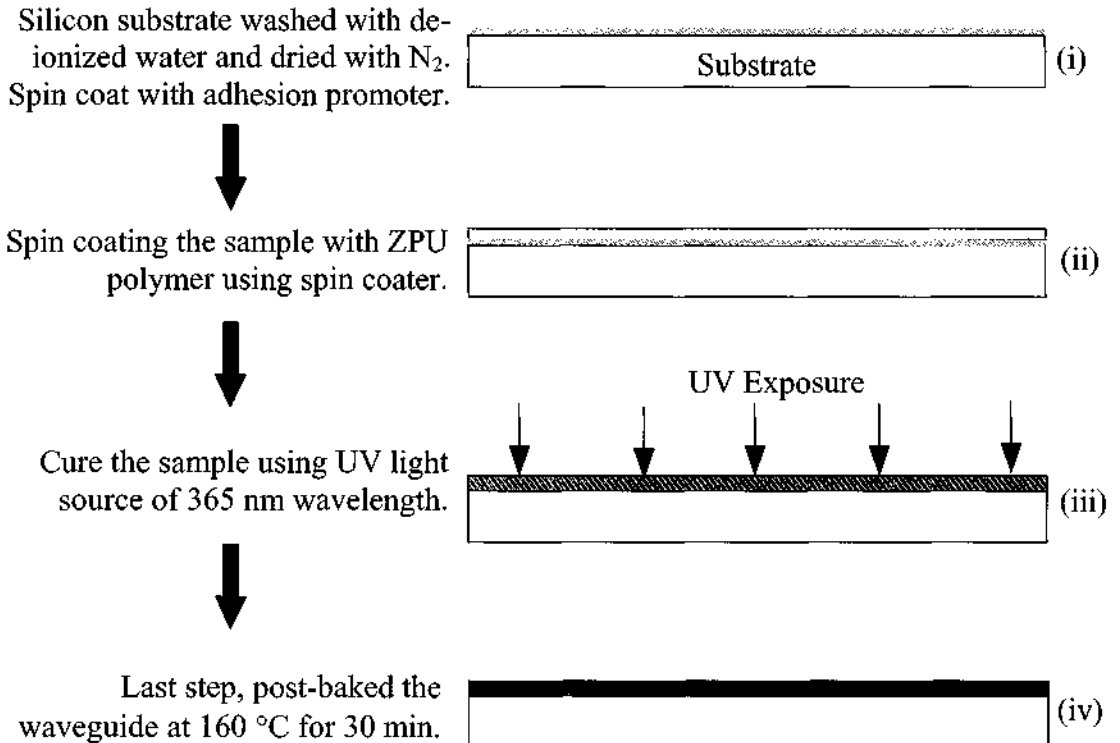 Silicon substrate washed with de-
ionized water and dried with N₂.
Spin coat with adhesion promoter.
Substrate
(i)
Spin coating the sample with ZPU
polymer using spin coater.
(ii)
UV Exposure
Cure the sample using UV light
source of 365 nm wavelength.
(iii)
Last step, post-baked the
waveguide at 160 °C for 30 min.
(iv)